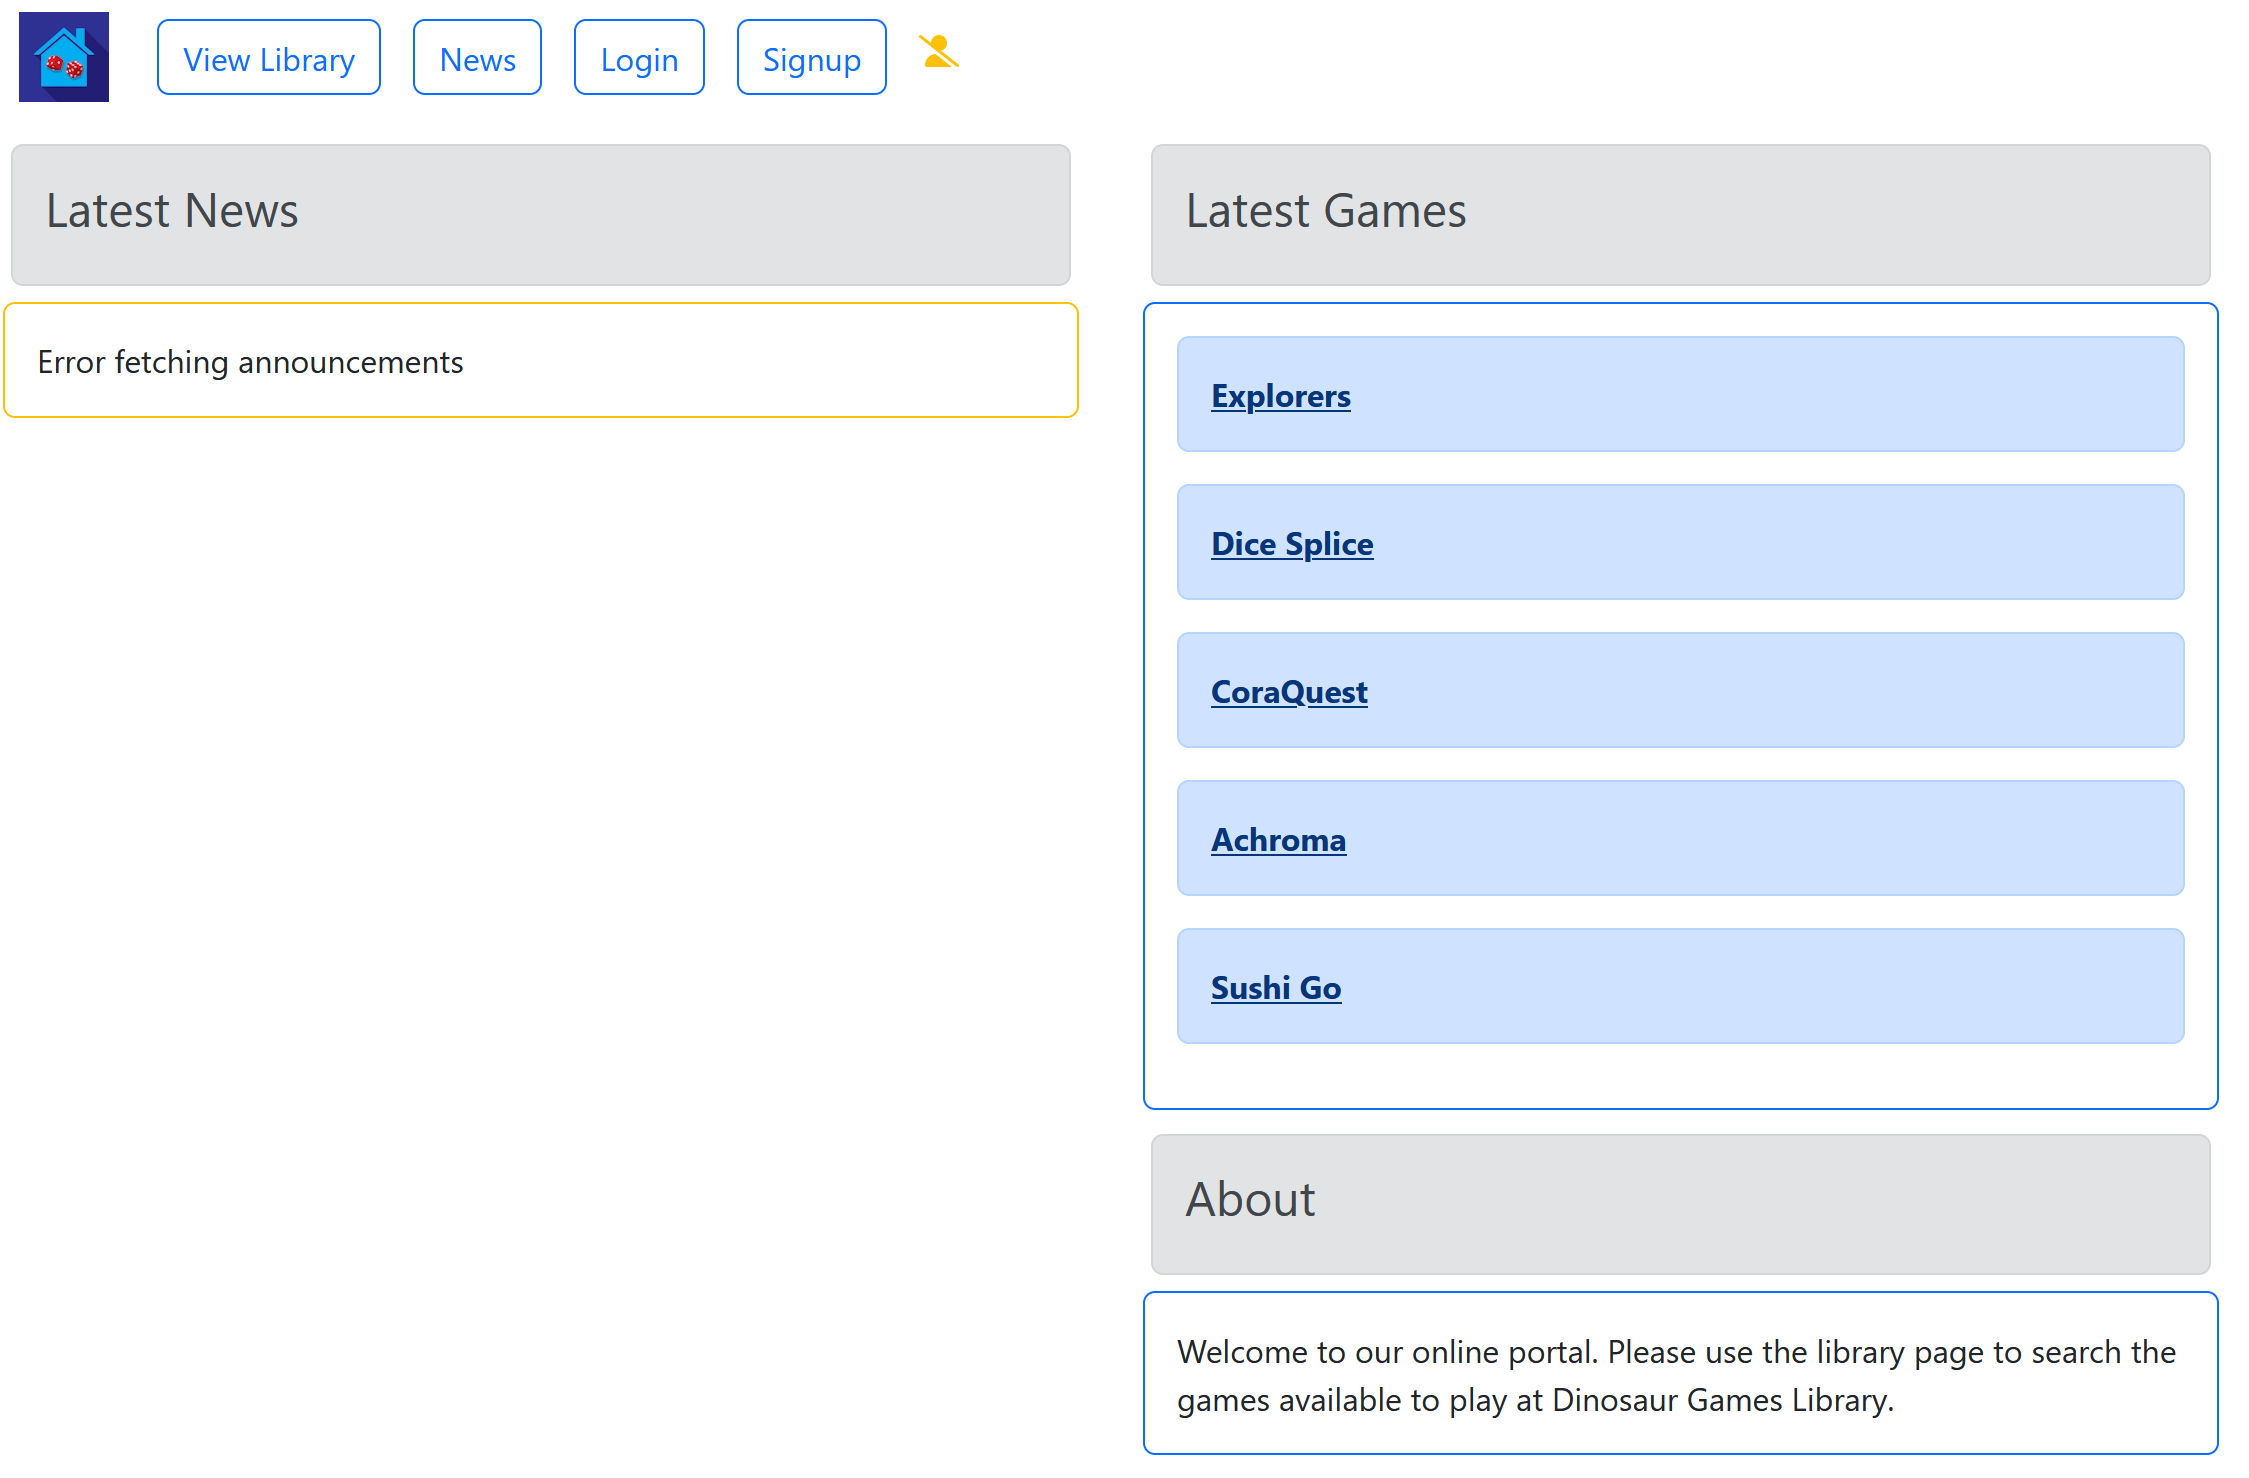 View Library
News
Login
Signup
Latest News
Error fetching announcements
Latest Games
Explorers
Dice Splice
CoraQuest
Achroma
Sushi Go
About
Welcome to our online portal. Please use the library page to search the
games available to play at Dinosaur Games Library.